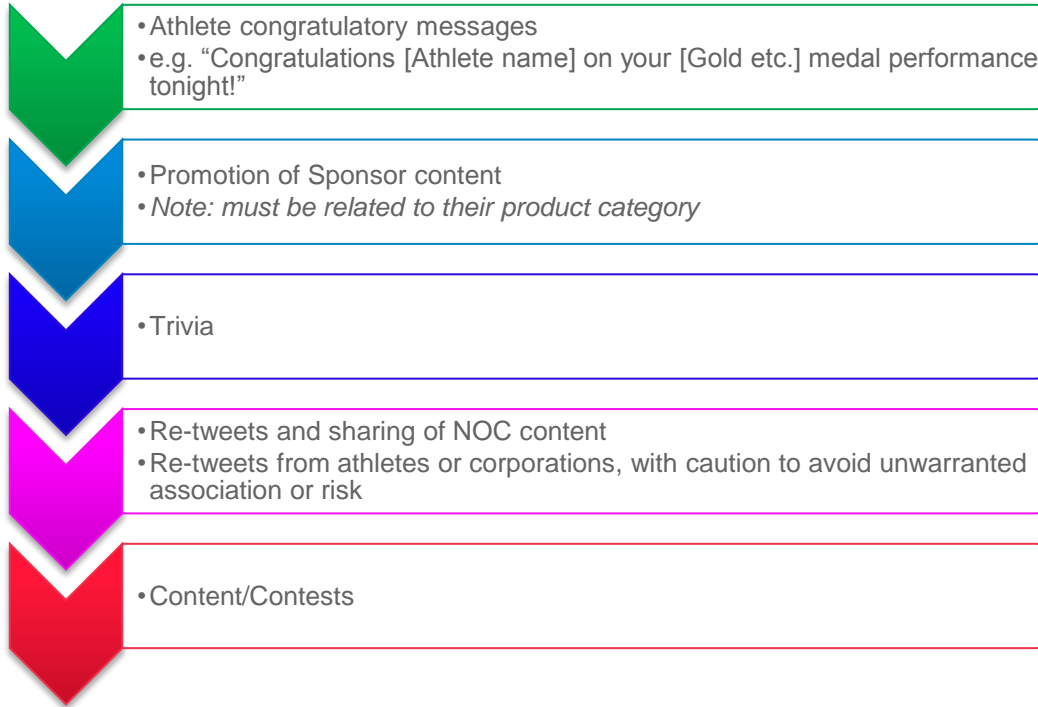 •Athlete congratulatory messages
•e.g. “Congratulations [Athlete name] on your [Gold etc.] medal performance
tonight!”
•Promotion of Sponsor content
•Note: must be related to their product category
•Trivia
•Re-tweets and sharing of NOC content
•Re-tweets from athletes or corporations, with caution to avoid unwarranted
association or risk
•Content/Contests